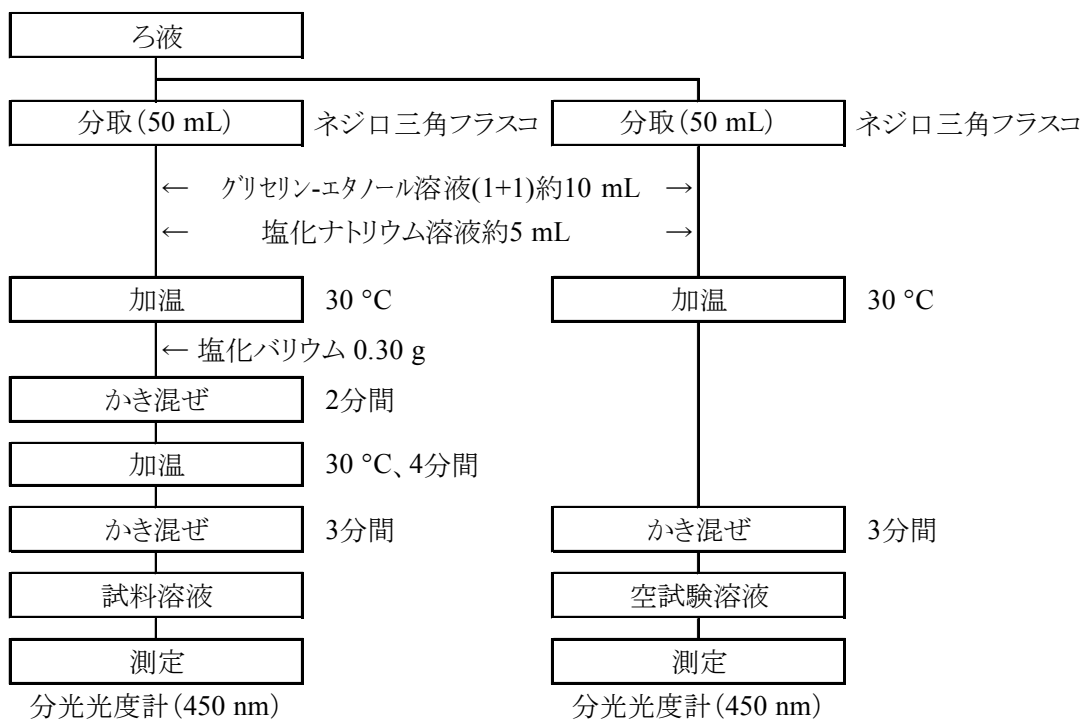 ろ液
分取(50 mL) ネジロ三角フラスコ 分取(50 mL) ネジロ三角フラスコ
← グリセリン-エタノール溶液(1+1)約10 mL →
← 塩化ナトリウム溶液約5 mL →
加温 30 °C 加温 30 °C
← 塩化バリウム 0.30 g
かき混ぜ 2分間
加温 30 °C、4分間
かき混ぜ 3分間 かき混ぜ 3分間
試料溶液 空試験溶液
測定 測定
分光光度計(450 nm) 分光光度計(450 nm)